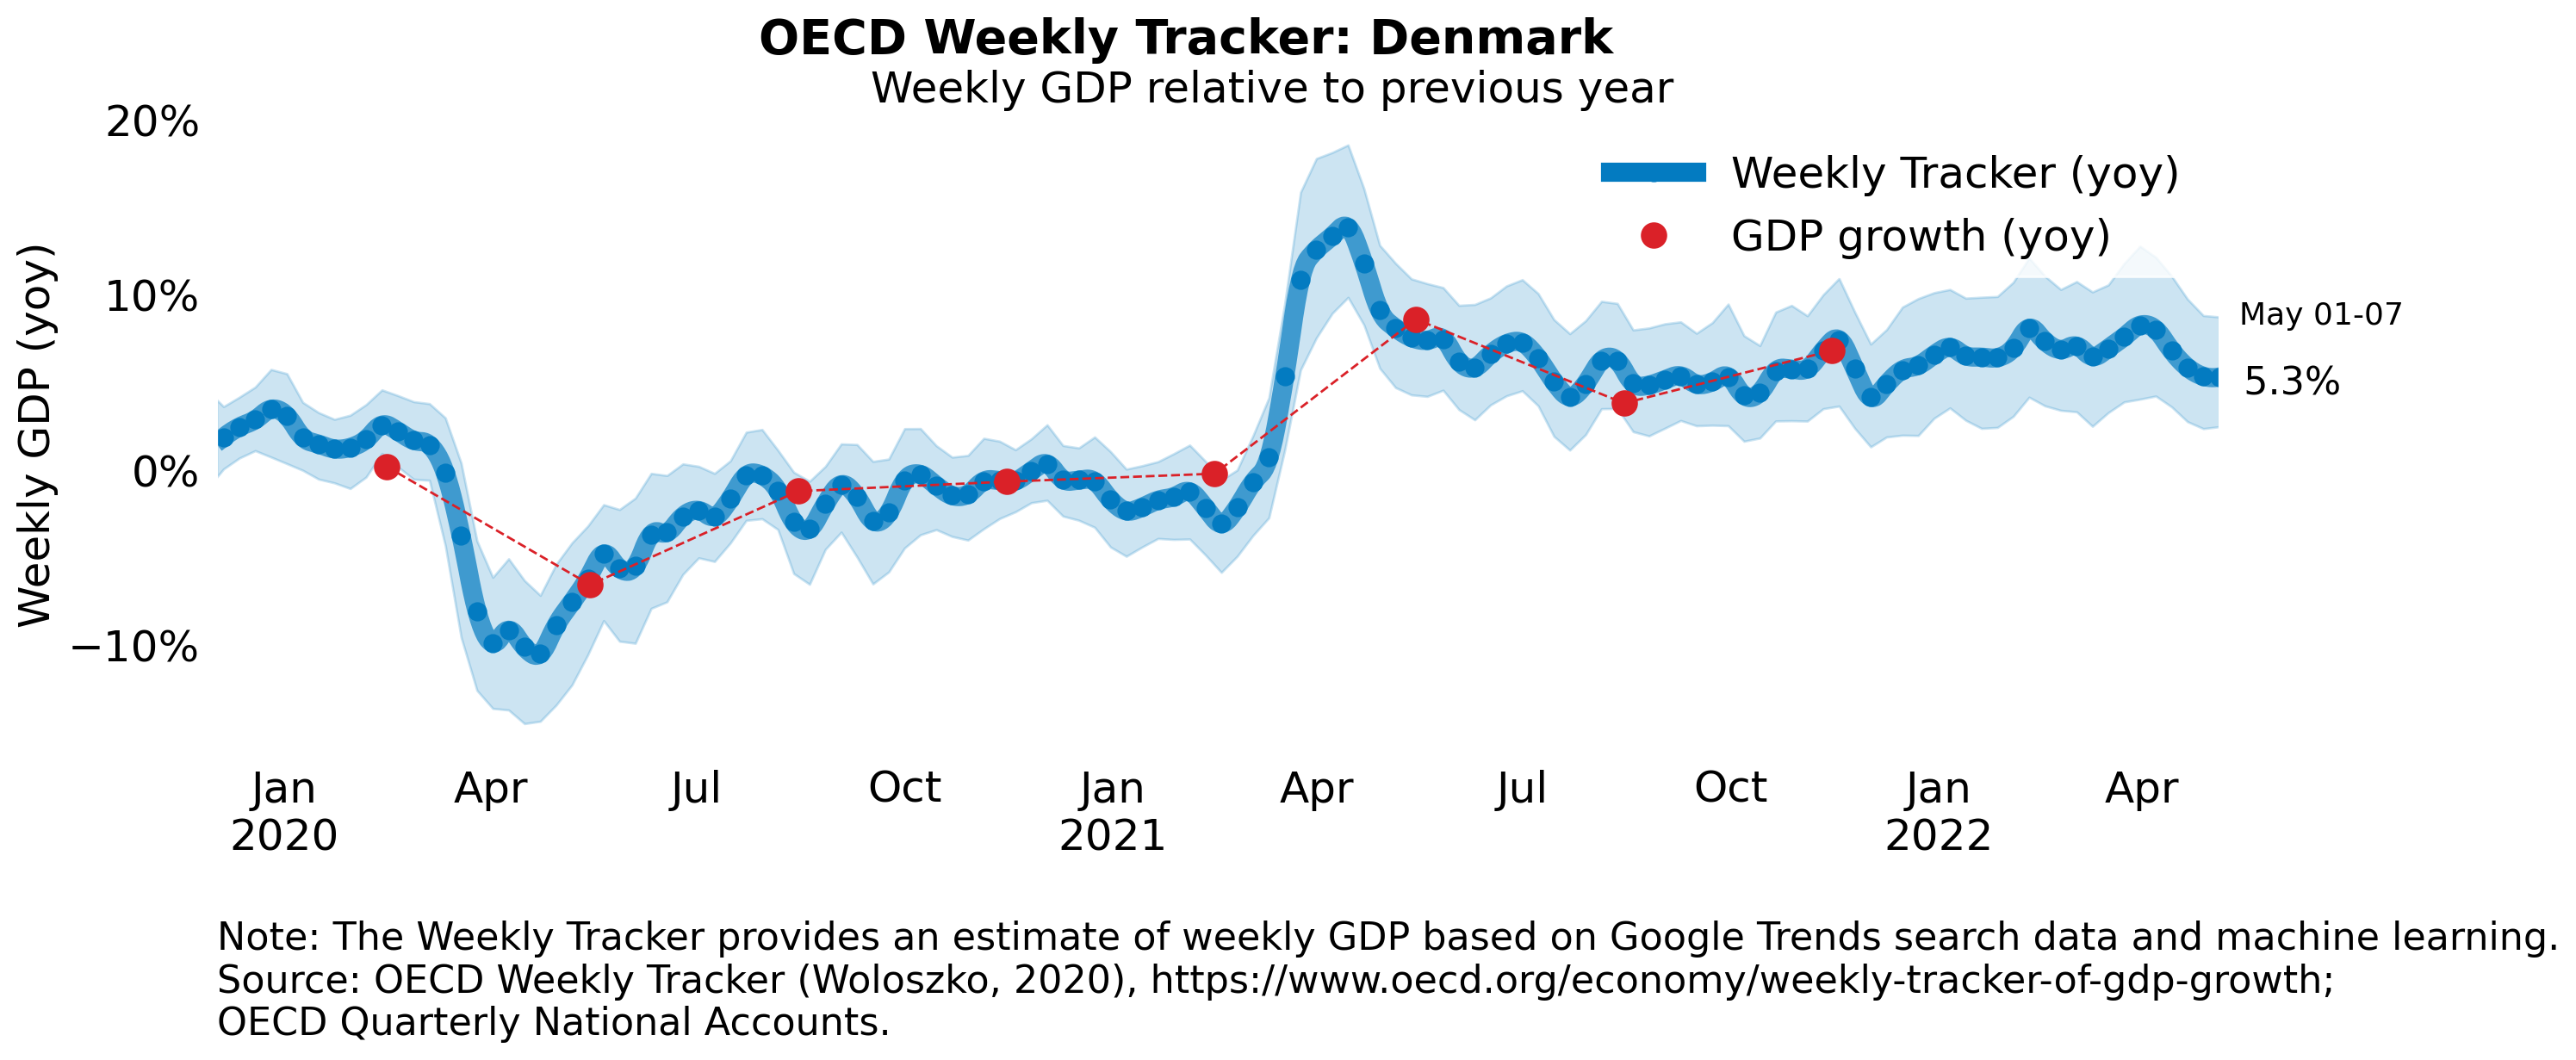 OECD Weekly Tracker: Denmark
Weekly GDP relative to previous year
Weekly GDP (yoy)
20%
10%
0%
−10%
Weekly Tracker (yoy)
GDP growth (yoy)
May 01-07
5.3%
Jan
2020
Apr
Jul
Oct
Jan
2021
Apr
Jul
Oct
Jan
2022
Apr
Note: The Weekly Tracker provides an estimate of weekly GDP based on Google Trends search data and machine learning.
Source: OECD Weekly Tracker (Woloszko, 2020), https://www.oecd.org/economy/weekly-tracker-of-gdp-growth;
OECD Quarterly National Accounts.